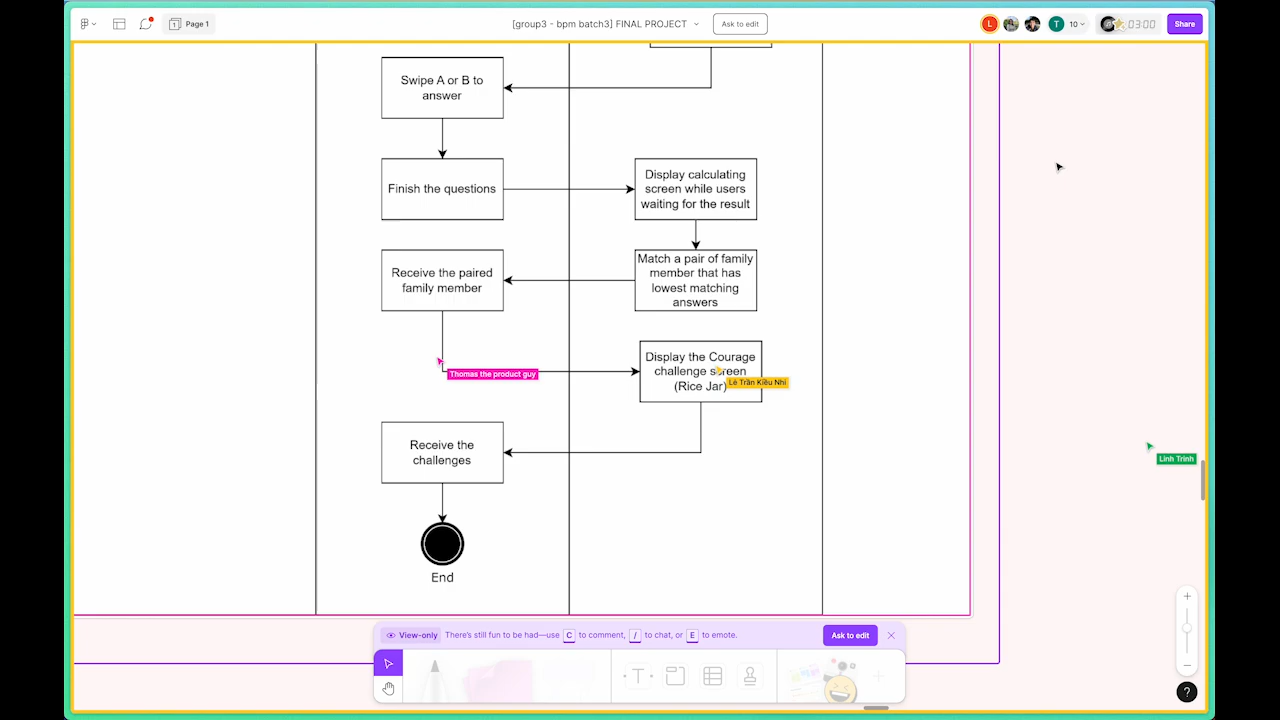 Page 1
[group3 - bpm batch3] FINAL PROJECT
Ask to edit
L
T
10
03:00
Share
Swipe A or B to
answer
Finish the questions
Display calculating
screen while users
waiting for the result
Receive the paired
family member
Match a pair of family
member that has
lowest matching
answers
Thomas the product guy
Display the Courage
challenge screen
(Rice Jar)
Lê Trần Kiều Nhi
Receive the
challenges
Linh Trinh
End
View-only There's still fun to be had—use C to comment, / to chat, or E to emote.
Ask to edit
T
?